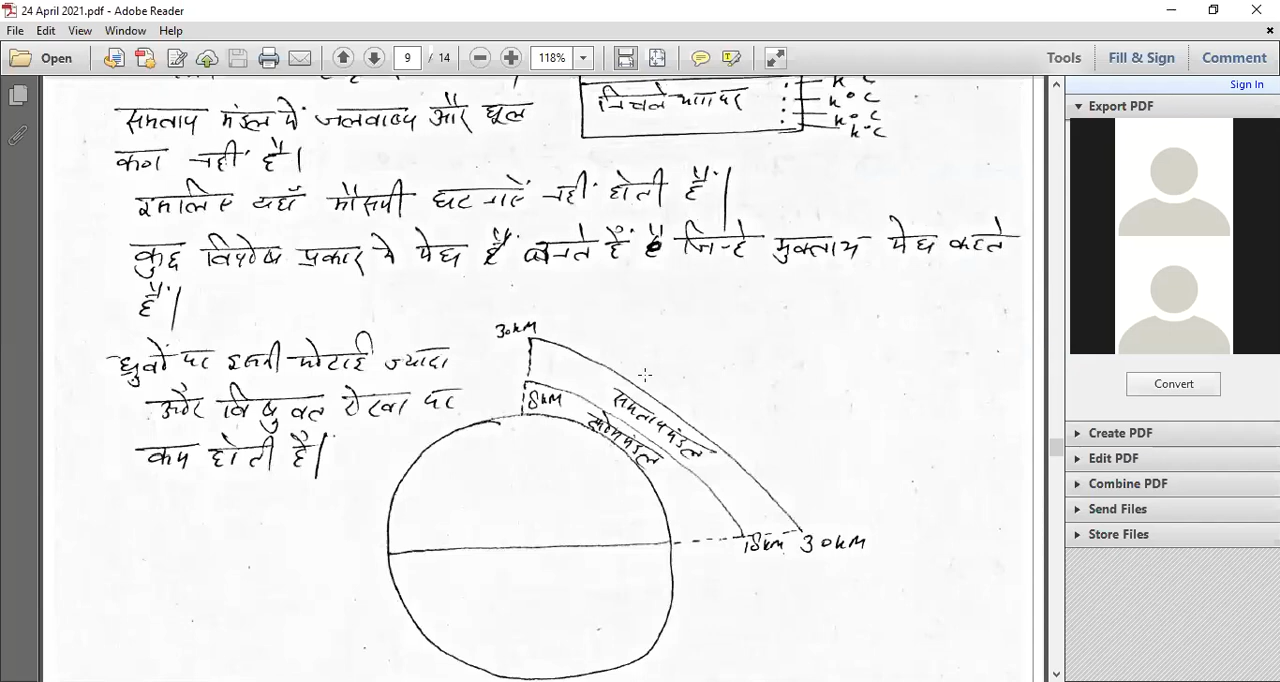 24 April 2021.pdf - Adobe Reader
File Edit View Window Help
Open 9 / 14 118% Tools Fill & Sign Comment
Sign In
Export PDF
Convert
Create PDF
Edit PDF
Combine PDF
Send Files
Store Files
निचले भाग पर
k°C
k°C
k°C
k°C
समताप मंडल में जलवाष्प और धूल
कण नहीं है।
इसलिए यहाँ मौसमी घटनाऐं नहीं होती है।
कुछ विशेष प्रकार के मेघ है बनते हैं जिन्हे मुक्ताभ मेघ कहते
हैं।
ध्रुवों पर इसकी मोटाई ज्यादा
और विषुवत रेखा पर
कम होती है।
30KM
8KM
समतापमंडल
क्षोभमंडल
18KM 30KM